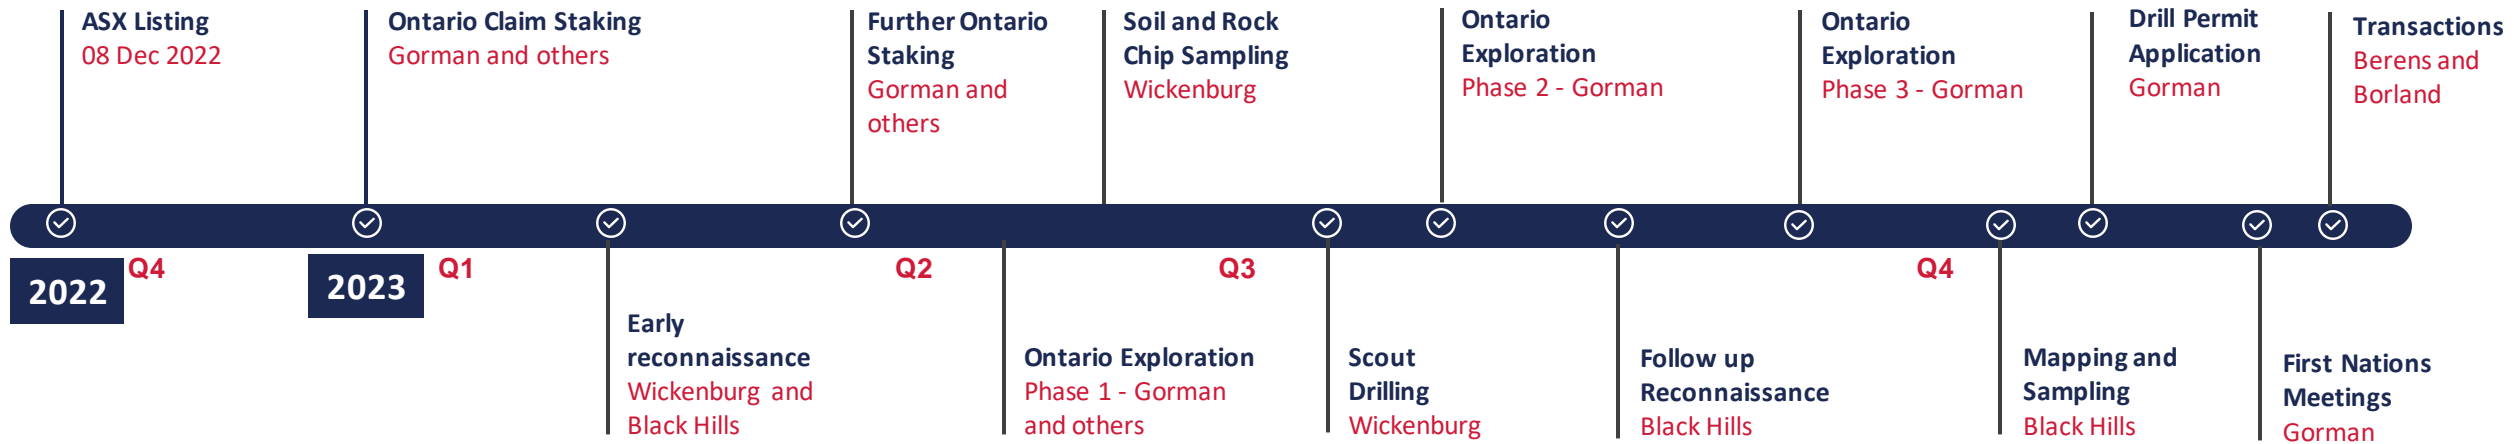 ASX Listing
08 Dec 2022
Ontario Claim Staking
Gorman and others
Further Ontario
Staking
Gorman and
others
Soil and Rock
Chip Sampling
Wickenburg
Ontario
Exploration
Phase 2 - Gorman
Ontario
Exploration
Phase 3 - Gorman
Drill Permit
Application
Gorman
Transactions
Berens and
Borland
2022
Q4
2023
Q1
Q2
Q3
Q4
Early
reconnaissance
Wickenburg and
Black Hills
Ontario Exploration
Phase 1 - Gorman
and others
Scout
Drilling
Wickenburg
Follow up
Reconnaissance
Black Hills
Mapping and
Sampling
Black Hills
First Nations
Meetings
Gorman